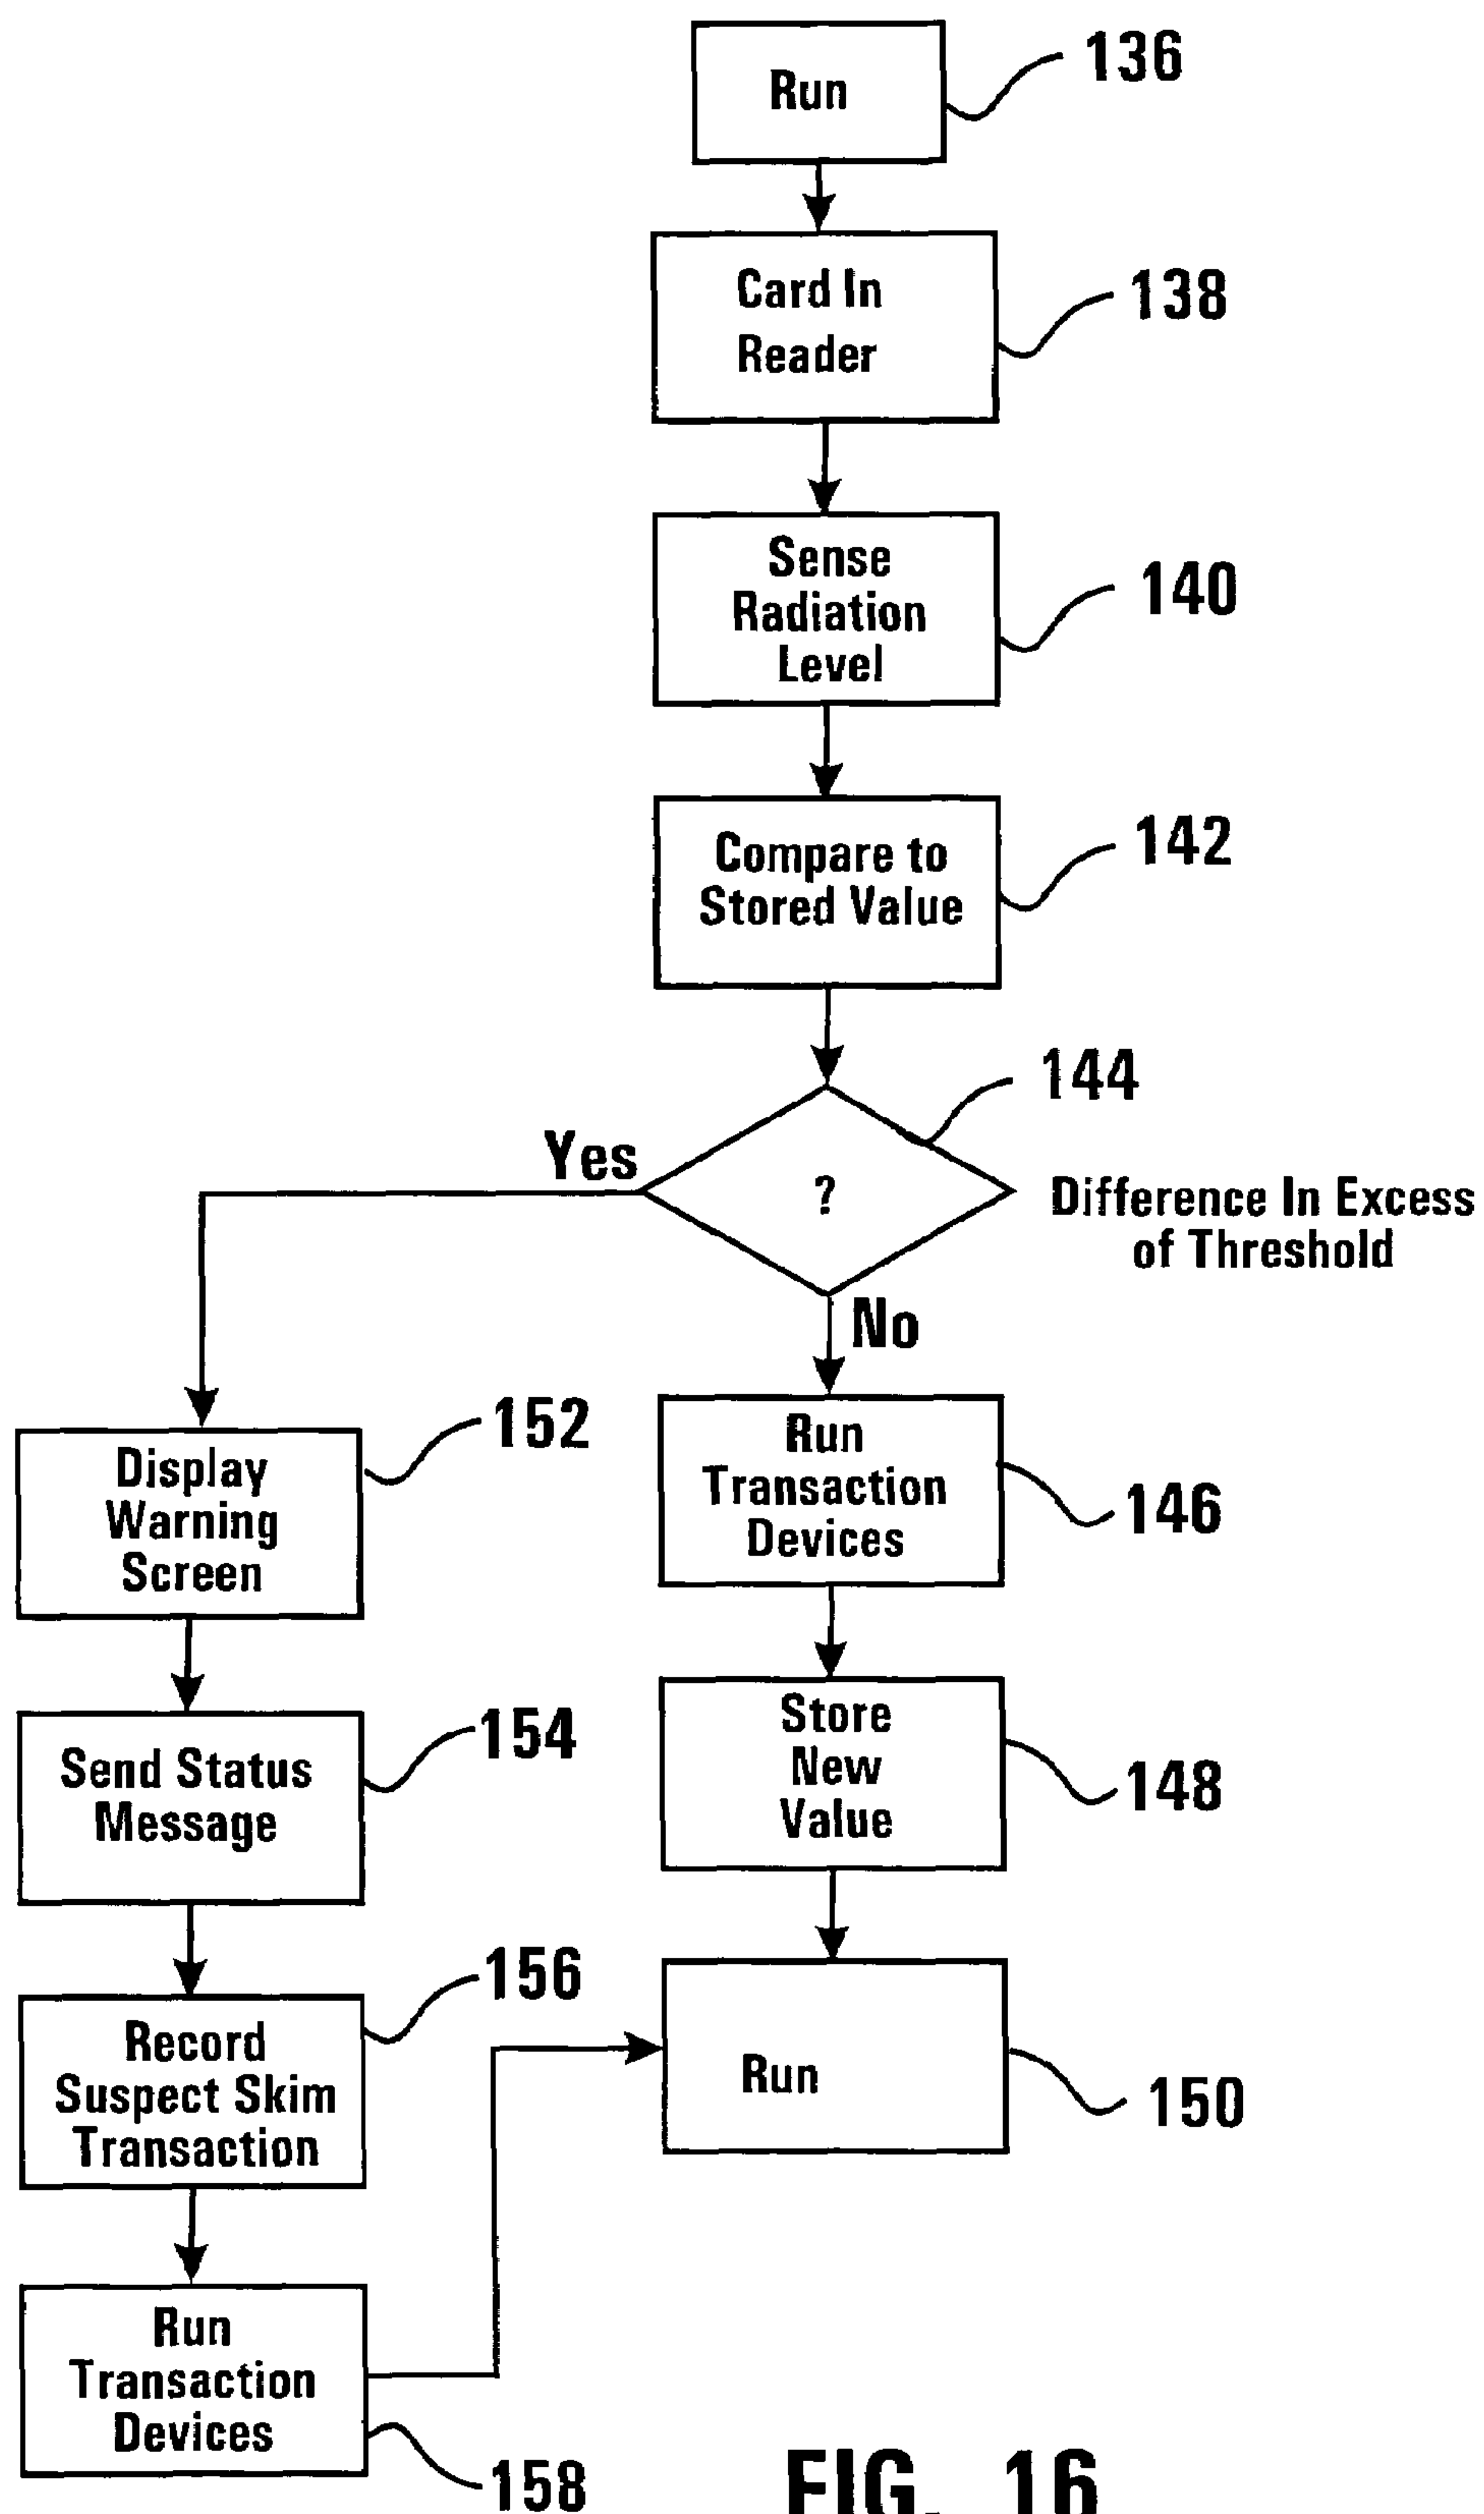 Run
136
Card In
Reader
138
Sense
Radiation
Level
140
Compare to
Stored Value
142
144
Yes
?
Difference In Excess
of Threshold
No
152
Display
Warning
Screen
Run
Transaction
Devices
146
154
Send Status
Message
Store
New
Value
148
156
Record
Suspect Skim
Transaction
Run
150
Run
Transaction
Devices
158
FIG. 16